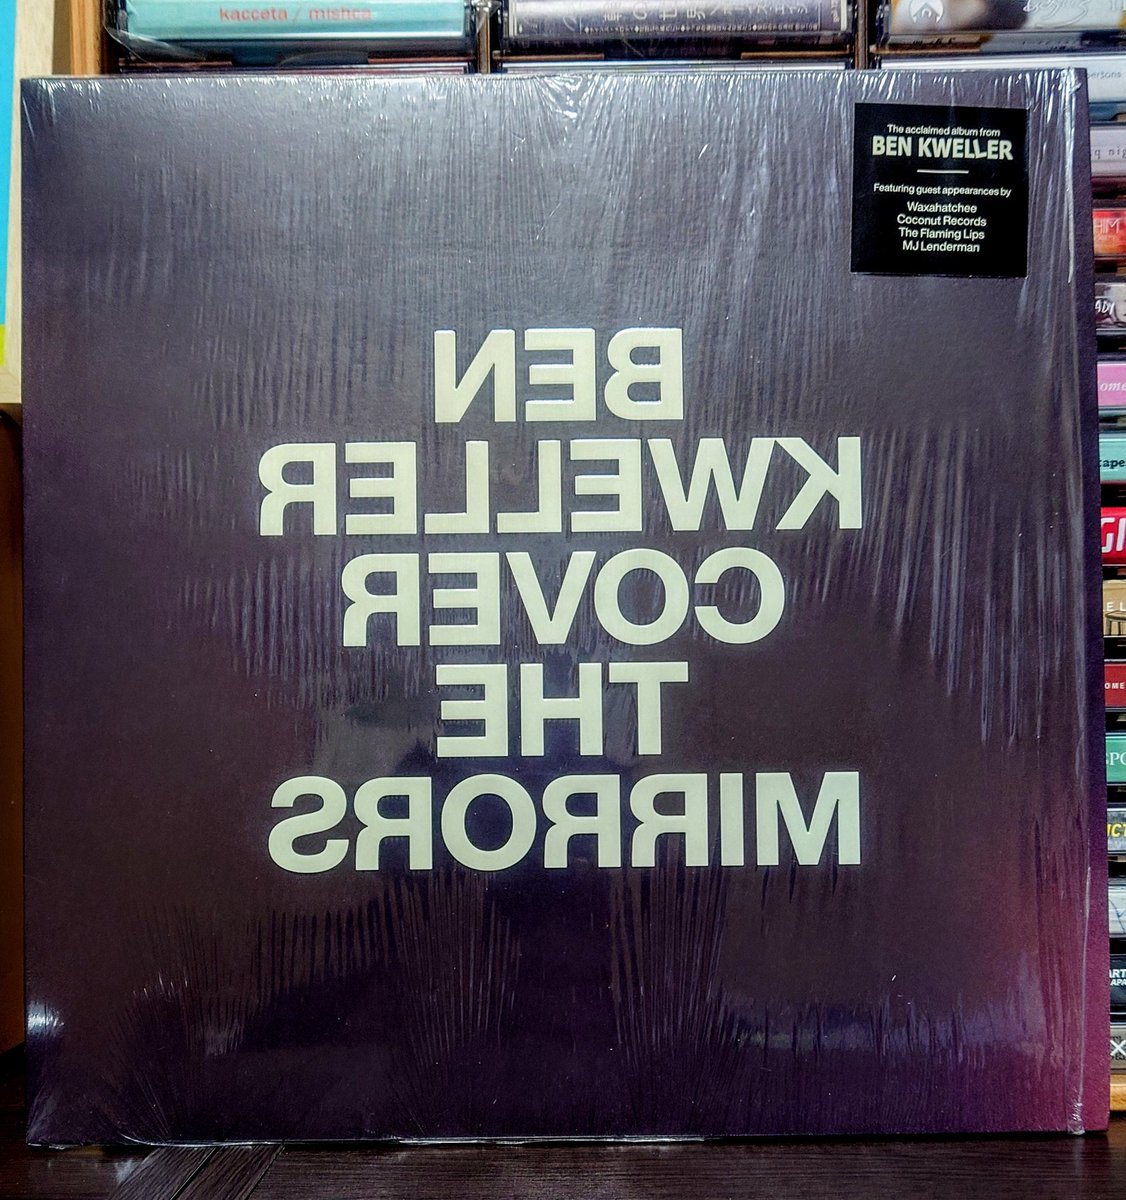 kacceta / mishca
The acclaimed album from
BEN KWELLER
Featuring guest appearances by
Waxahatchee
Coconut Records
The Flaming Lips
MJ Lenderman
BEN
KWELLER
COVER
THE
MIRRORS